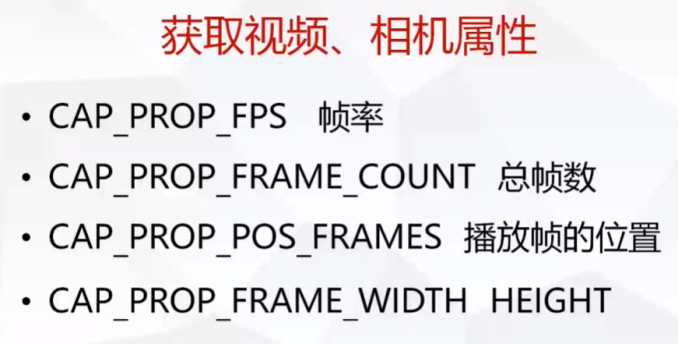 获取视频、相机属性
• CAP_PROP_FPS 帧率
• CAP_PROP_FRAME_COUNT 总帧数
• CAP_PROP_POS_FRAMES 播放帧的位置
• CAP_PROP_FRAME_WIDTH HEIGHT